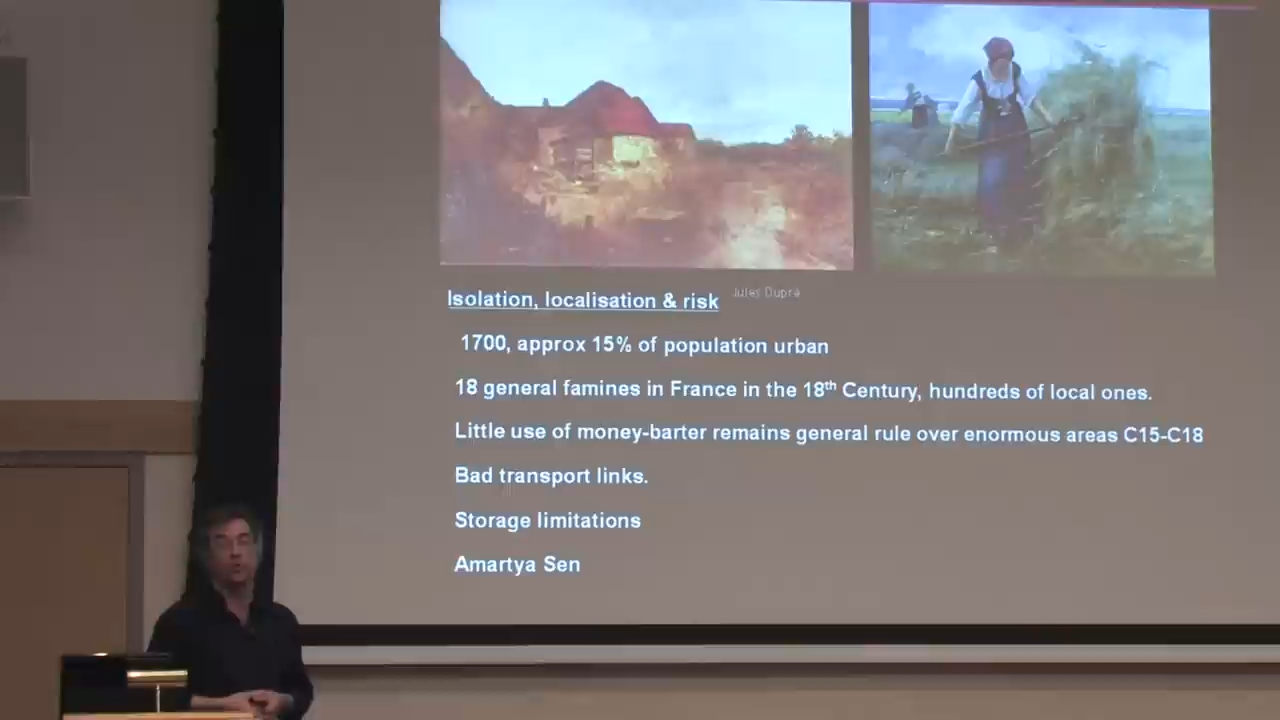 Jules Dupré
Isolation, localisation & risk
1700, approx 15% of population urban
18 general famines in France in the 18th Century, hundreds of local ones.
Little use of money-barter remains general rule over enormous areas C15-C18
Bad transport links.
Storage limitations
Amartya Sen